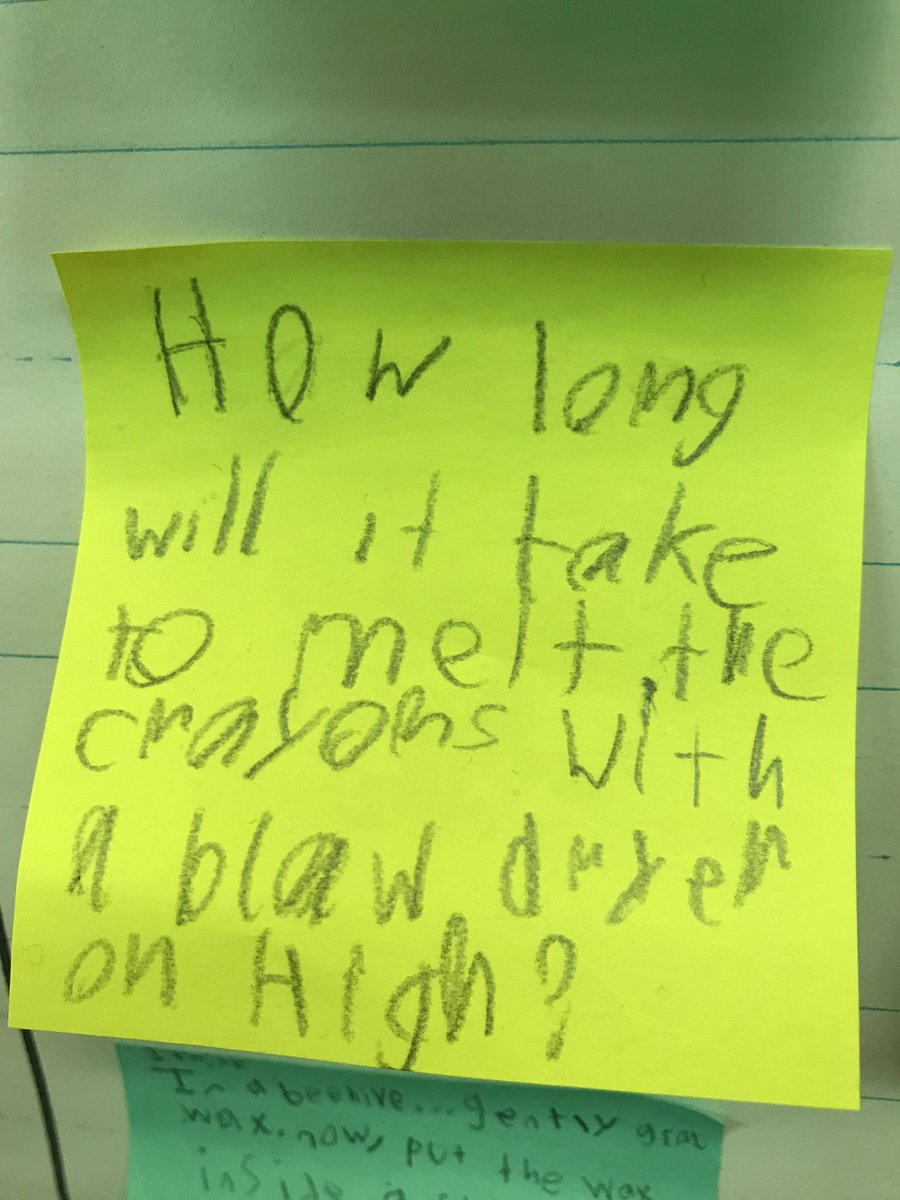 How long
will it take
to melt the
crayons with
a blaw dryer
on High?
In a beehive... gently grab
wax. now, put the wax
inside a